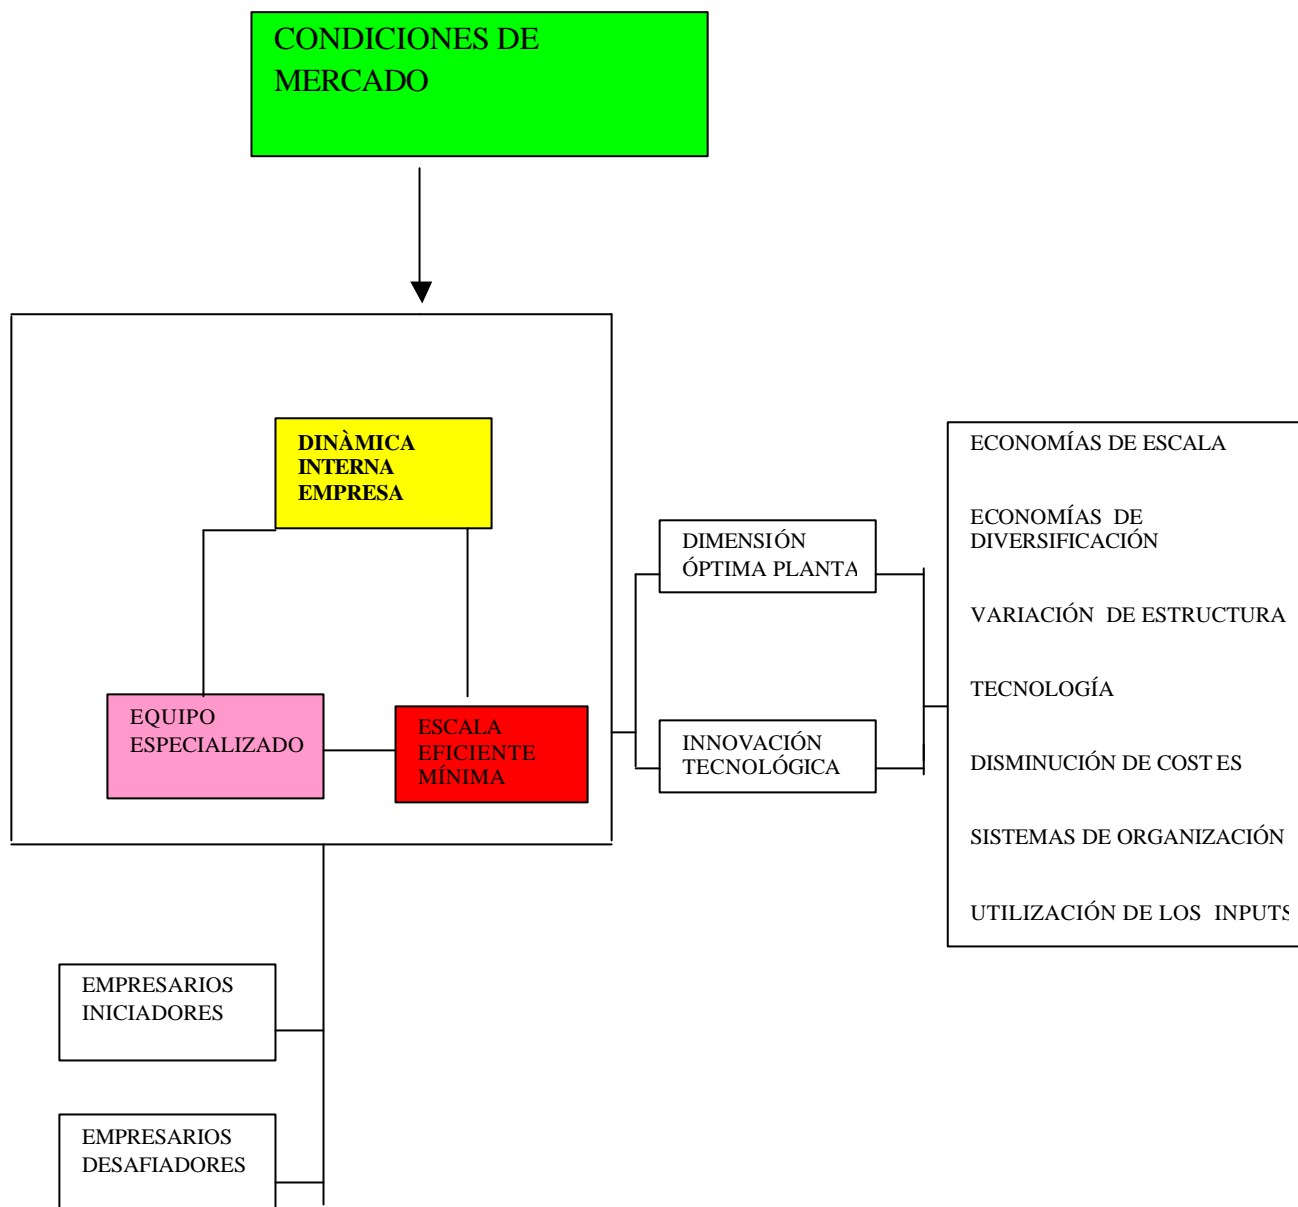 CONDICIONES DE
MERCADO
DINÀMICA
INTERNA
EMPRESA
EQUIPO
ESPECIALIZADO
ESCALA
EFICIENTE
MÍNIMA
DIMENSIÓN
ÓPTIMA PLANTA
INNOVACIÓN
TECNOLÓGICA
ECONOMÍAS DE ESCALA
ECONOMÍAS DE
DIVERSIFICACIÓN
VARIACIÓN DE ESTRUCTURA
TECNOLOGÍA
DISMINUCIÓN DE COST ES
SISTEMAS DE ORGANIZACIÓN
UTILIZACIÓN DE LOS INPUTS
EMPRESARIOS
INICIADORES
EMPRESARIOS
DESAFIADORES